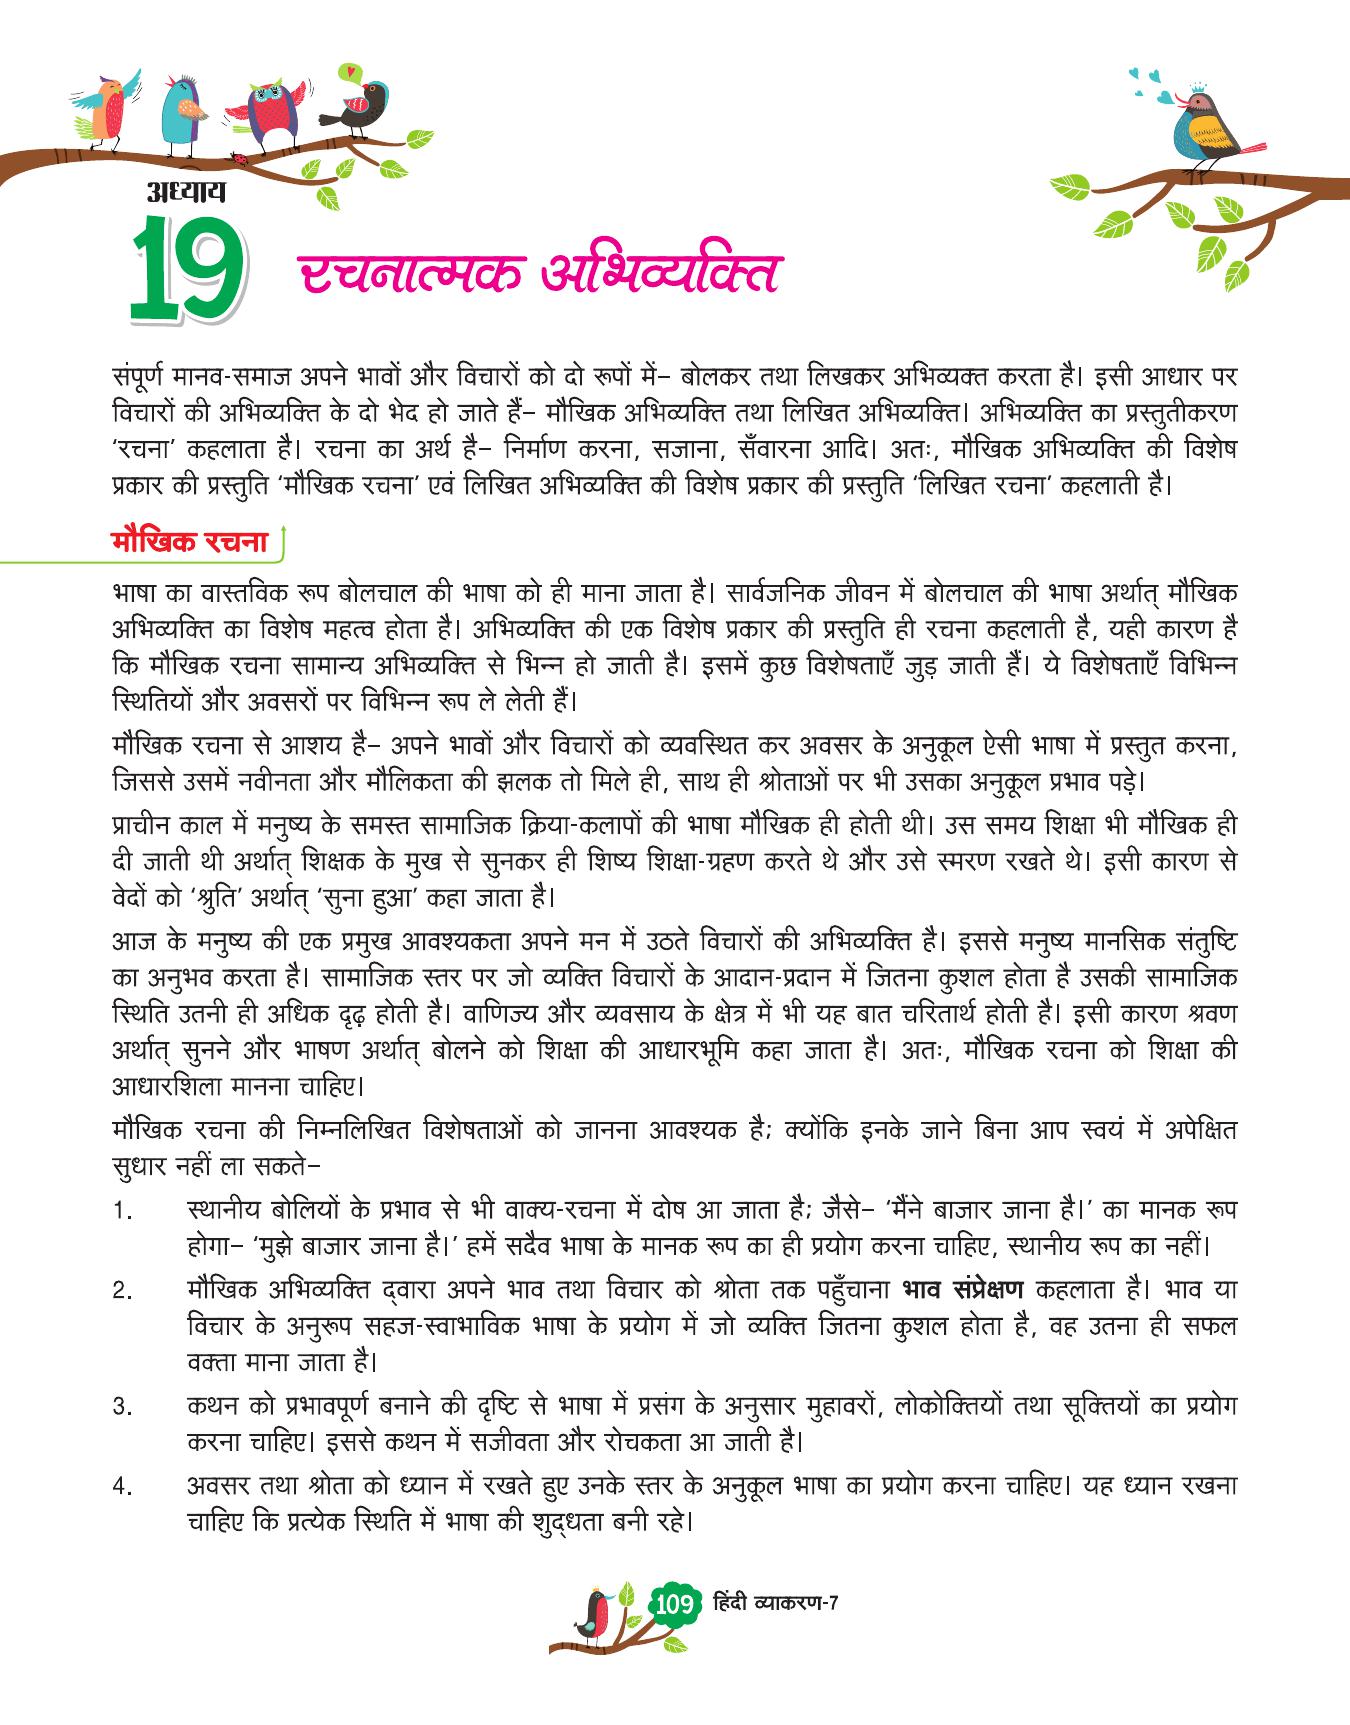 अध्याय
19
रचनात्मक अभिव्यक्ति
संपूर्ण मानव-समाज अपने भावों और विचारों को दो रूपों में– बोलकर तथा लिखकर अभिव्यक्त करता है। इसी आधार पर
विचारों की अभिव्यक्ति के दो भेद हो जाते हैं– मौखिक अभिव्यक्ति तथा लिखित अभिव्यक्ति। अभिव्यक्ति का प्रस्तुतीकरण
‘रचना’ कहलाता है। रचना का अर्थ है– निर्माण करना, सजाना, सँवारना आदि। अतः, मौखिक अभिव्यक्ति की विशेष
प्रकार की प्रस्तुति ‘मौखिक रचना’ एवं लिखित अभिव्यक्ति की विशेष प्रकार की प्रस्तुति ‘लिखित रचना’ कहलाती है।
मौखिक रचना
भाषा का वास्तविक रूप बोलचाल की भाषा को ही माना जाता है। सार्वजनिक जीवन में बोलचाल की भाषा अर्थात् मौखिक
अभिव्यक्ति का विशेष महत्व होता है। अभिव्यक्ति की एक विशेष प्रकार की प्रस्तुति ही रचना कहलाती है, यही कारण है
कि मौखिक रचना सामान्य अभिव्यक्ति से भिन्न हो जाती है। इसमें कुछ विशेषताएँ जुड़ जाती हैं। ये विशेषताएँ विभिन्न
स्थितियों और अवसरों पर विभिन्न रूप ले लेती हैं।
मौखिक रचना से आशय है– अपने भावों और विचारों को व्यवस्थित कर अवसर के अनुकूल ऐसी भाषा में प्रस्तुत करना,
जिससे उसमें नवीनता और मौलिकता की झलक तो मिले ही, साथ ही श्रोताओं पर भी उसका अनुकूल प्रभाव पड़े।
प्राचीन काल में मनुष्य के समस्त सामाजिक क्रिया-कलापों की भाषा मौखिक ही होती थी। उस समय शिक्षा भी मौखिक ही
दी जाती थी अर्थात् शिक्षक के मुख से सुनकर ही शिष्य शिक्षा-ग्रहण करते थे और उसे स्मरण रखते थे। इसी कारण से
वेदों को ‘श्रुति’ अर्थात् ‘सुना हुआ’ कहा जाता है।
आज के मनुष्य की एक प्रमुख आवश्यकता अपने मन में उठते विचारों की अभिव्यक्ति है। इससे मनुष्य मानसिक संतुष्टि
का अनुभव करता है। सामाजिक स्तर पर जो व्यक्ति विचारों के आदान-प्रदान में जितना कुशल होता है उसकी सामाजिक
स्थिति उतनी ही अधिक दृढ़ होती है। वाणिज्य और व्यवसाय के क्षेत्र में भी यह बात चरितार्थ होती है। इसी कारण श्रवण
अर्थात् सुनने और भाषण अर्थात् बोलने को शिक्षा की आधारभूमि कहा जाता है। अतः, मौखिक रचना को शिक्षा की
आधारशिला मानना चाहिए।
मौखिक रचना की निम्नलिखित विशेषताओं को जानना आवश्यक है; क्योंकि इनके जाने बिना आप स्वयं में अपेक्षित
सुधार नहीं ला सकते–
1. स्थानीय बोलियों के प्रभाव से भी वाक्य-रचना में दोष आ जाता है; जैसे– ‘मैंने बाजार जाना है।’ का मानक रूप
होगा– ‘मुझे बाजार जाना है।’ हमें सदैव भाषा के मानक रूप का ही प्रयोग करना चाहिए, स्थानीय रूप का नहीं।
2. मौखिक अभिव्यक्ति द्‌वारा अपने भाव तथा विचार को श्रोता तक पहुँचाना भाव संप्रेक्षण कहलाता है। भाव या
विचार के अनुरूप सहज-स्वाभाविक भाषा के प्रयोग में जो व्यक्ति जितना कुशल होता है, वह उतना ही सफल
वक्ता माना जाता है।
3. कथन को प्रभावपूर्ण बनाने की दृष्टि से भाषा में प्रसंग के अनुसार मुहावरों, लोकोक्तियों तथा सूक्तियों का प्रयोग
करना चाहिए। इससे कथन में सजीवता और रोचकता आ जाती है।
4. अवसर तथा श्रोता को ध्यान में रखते हुए उनके स्तर के अनुकूल भाषा का प्रयोग करना चाहिए। यह ध्यान रखना
चाहिए कि प्रत्येक स्थिति में भाषा की शुद्‌धता बनी रहे।
109 हिंदी व्याकरण-7